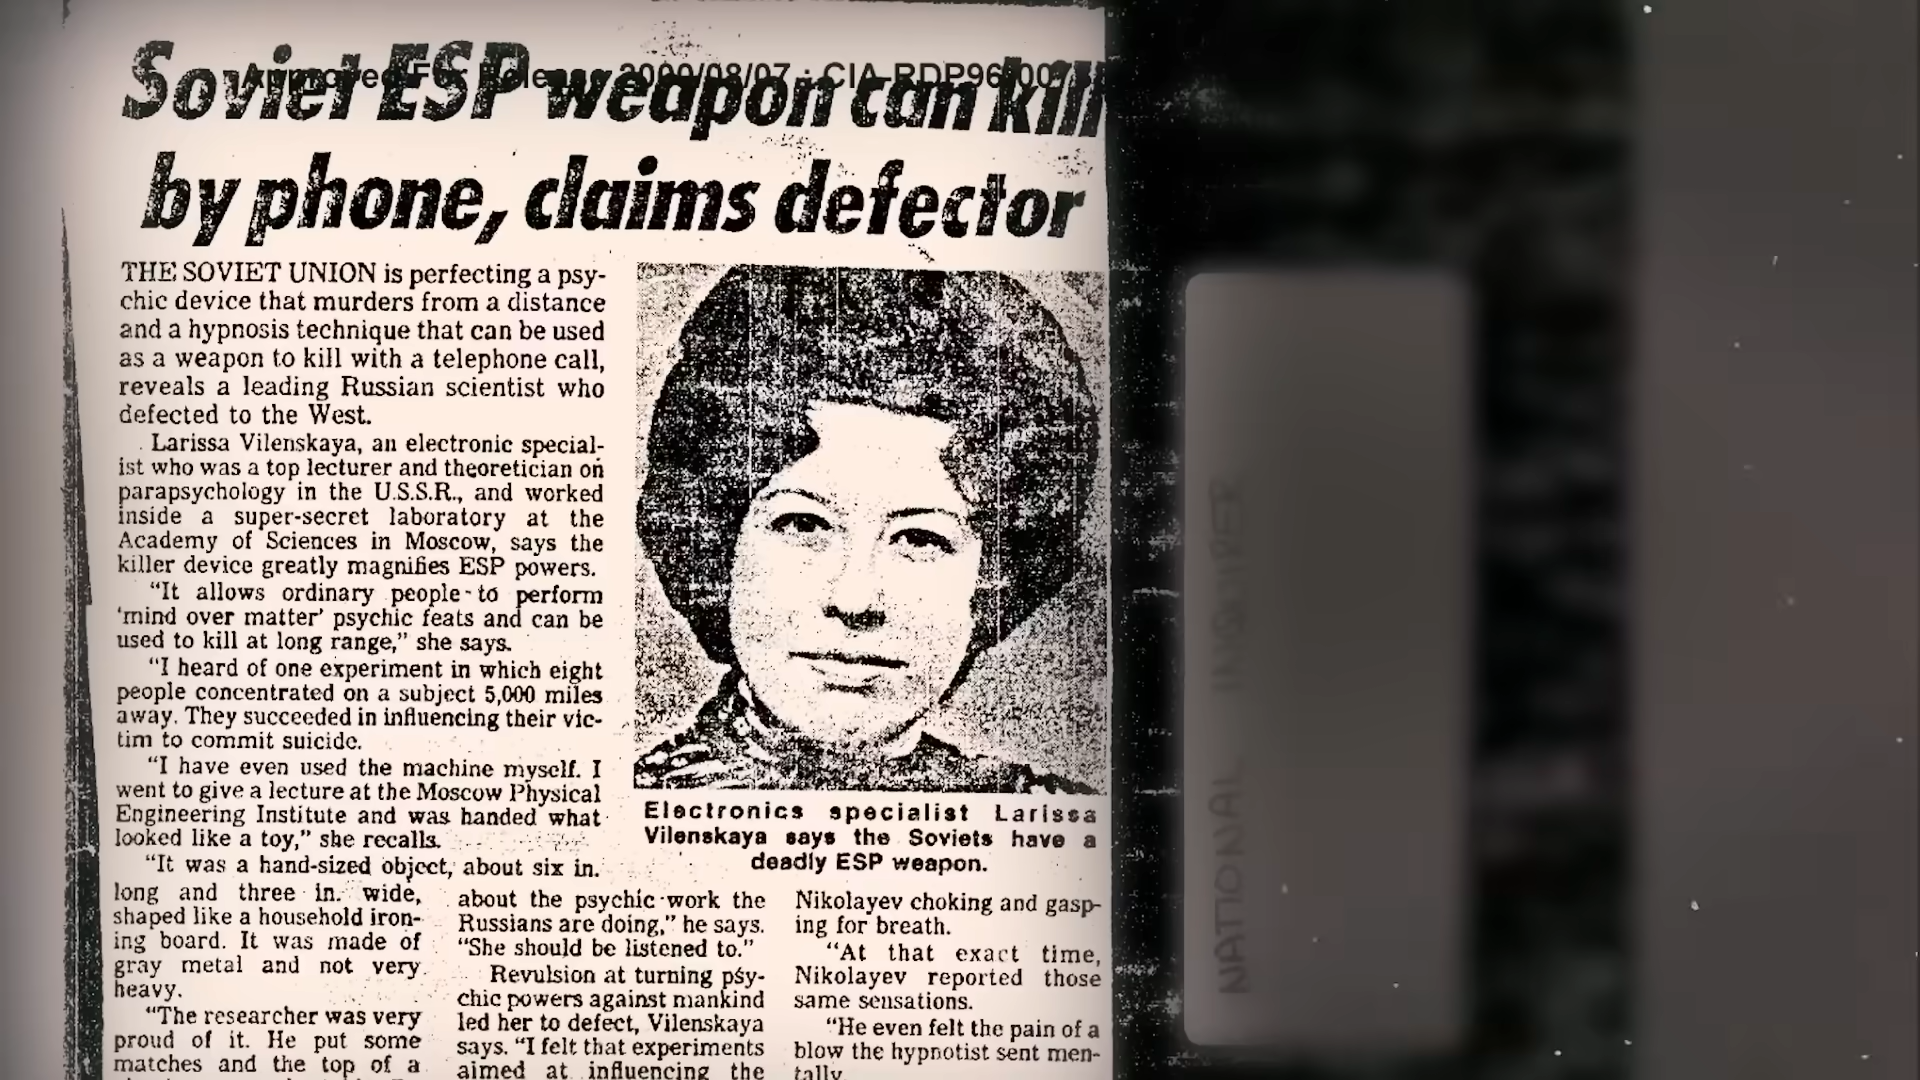 Approved For Release 2000/08/07 : CIA-RDP96-007
Soviet ESP weapon can kill
by phone, claims defector
THE SOVIET UNION is perfecting a psy-
chic device that murders from a distance
and a hypnosis technique that can be used
as a weapon to kill with a telephone call,
reveals a leading Russian scientist who
defected to the West.
Larissa Vilenskaya, an electronic special-
ist who was a top lecturer and theoretician on
parapsychology in the U.S.S.R., and worked
inside a super-secret laboratory at the
Academy of Sciences in Moscow, says the
killer device greatly magnifies ESP powers.
"It allows ordinary people to perform
'mind over matter' psychic feats and can be
used to kill at long range," she says.
"I heard of one experiment in which eight
people concentrated on a subject 5,000 miles
away. They succeeded in influencing their vic-
tim to commit suicide.
"I have even used the machine myself. I
went to give a lecture at the Moscow Physical
Engineering Institute and was handed what
looked like a toy," she recalls.
"It was a hand-sized object, about six in.
long and three in. wide,
shaped like a household iron-
ing board. It was made of
gray metal and not very
heavy.
"The researcher was very
proud of it. He put some
matches and the top of a
Electronics specialist Larissa
Vilenskaya says the Soviets have a
deadly ESP weapon.
about the psychic work the
Russians are doing," he says.
"She should be listened to."
Revulsion at turning psy-
chic powers against mankind
led her to defect, Vilenskaya
says. "I felt that experiments
aimed at influencing the
Nikolayev choking and gasp-
ing for breath.
"At that exact time,
Nikolayev reported those
same sensations.
"He even felt the pain of a
blow the hypnotist sent men-
tally.
NATIONAL INQUIRER